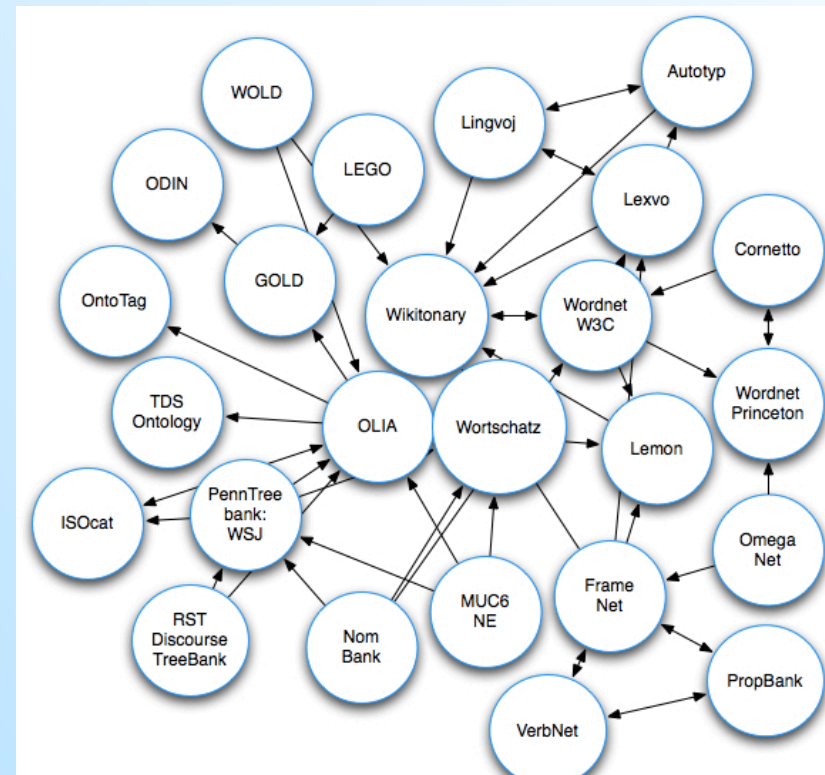 Autotyp
WOLD
Lingvoj
LEGO
ODIN
Lexvo
Cornetto
GOLD
OntoTag
Wikitonary
Wordnet
W3C
TDS
Ontology
OLIA
Wortschatz
Wordnet
Princeton
Lemon
PennTree
bank:
WSJ
ISOcat
Omega
Net
Frame
Net
MUC6
NE
RST
Discourse
TreeBank
Nom
Bank
PropBank
VerbNet